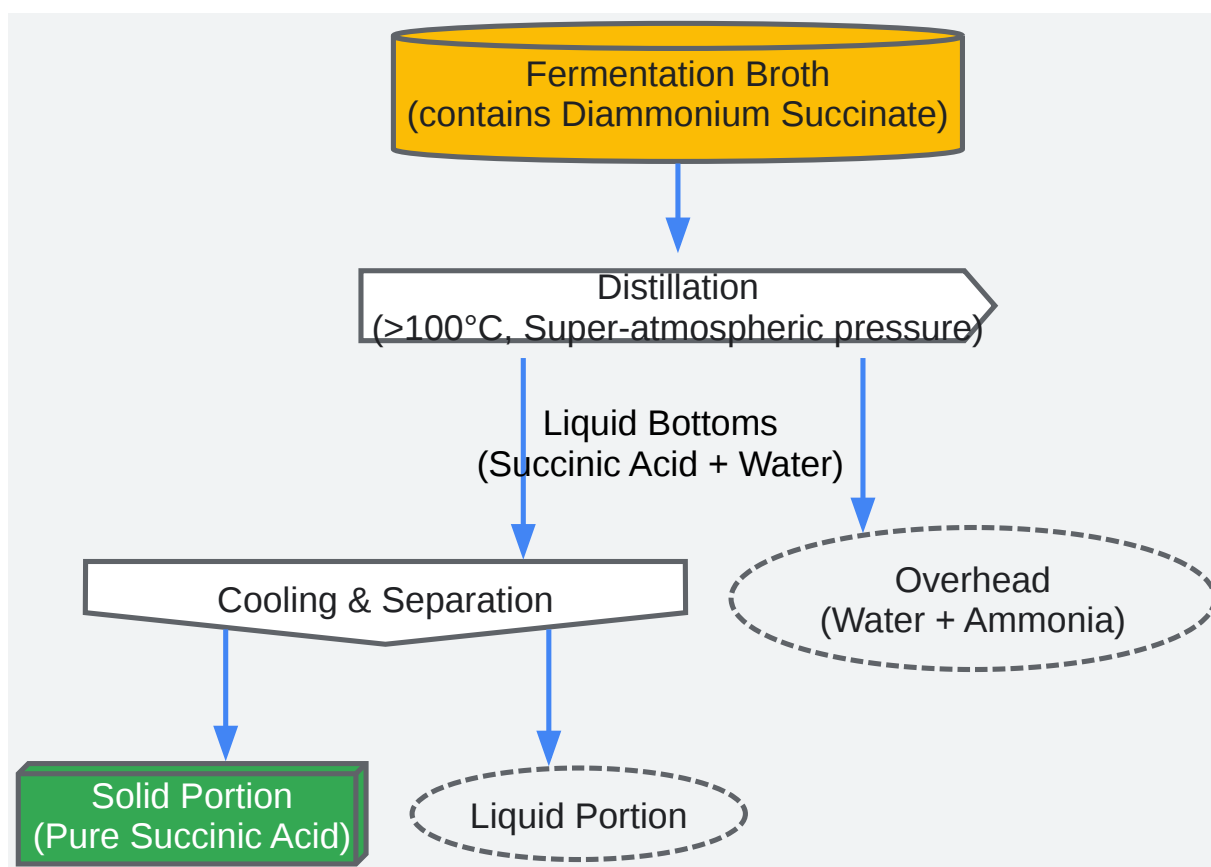 Fermentation Broth
(contains Diammonium Succinate)
Distillation
(>100°C, Super-atmospheric pressure)
Liquid Bottoms
(Succinic Acid + Water)
Overhead
(Water + Ammonia)
Cooling & Separation
Solid Portion
(Pure Succinic Acid)
Liquid Portion